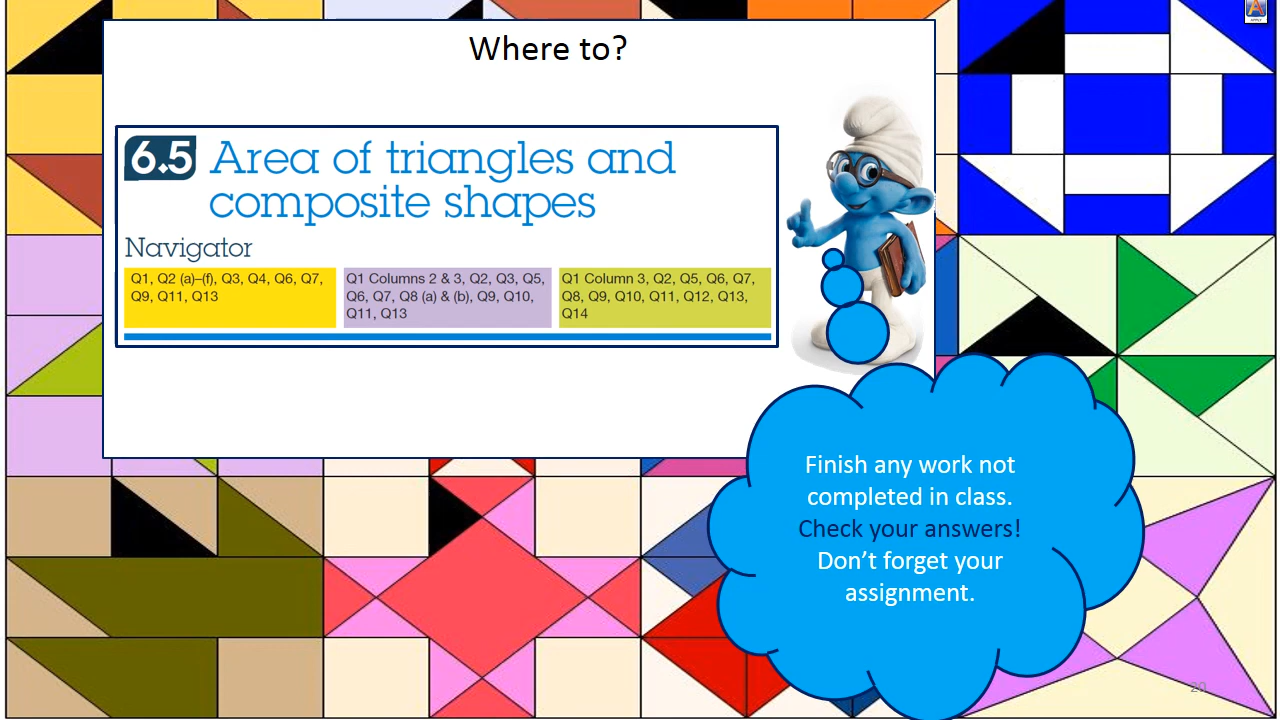 Where to?
6.5 Area of triangles and
composite shapes
Navigator
Q1, Q2 (a)–(f), Q3, Q4, Q6, Q7,
Q9, Q11, Q13
Q1 Columns 2 & 3, Q2, Q3, Q5,
Q6, Q7, Q8 (a) & (b), Q9, Q10,
Q11, Q13
Q1 Column 3, Q2, Q5, Q6, Q7,
Q8, Q9, Q10, Q11, Q12, Q13,
Q14
Finish any work not
completed in class.
Check your answers!
Don’t forget your
assignment.
20
APPLY